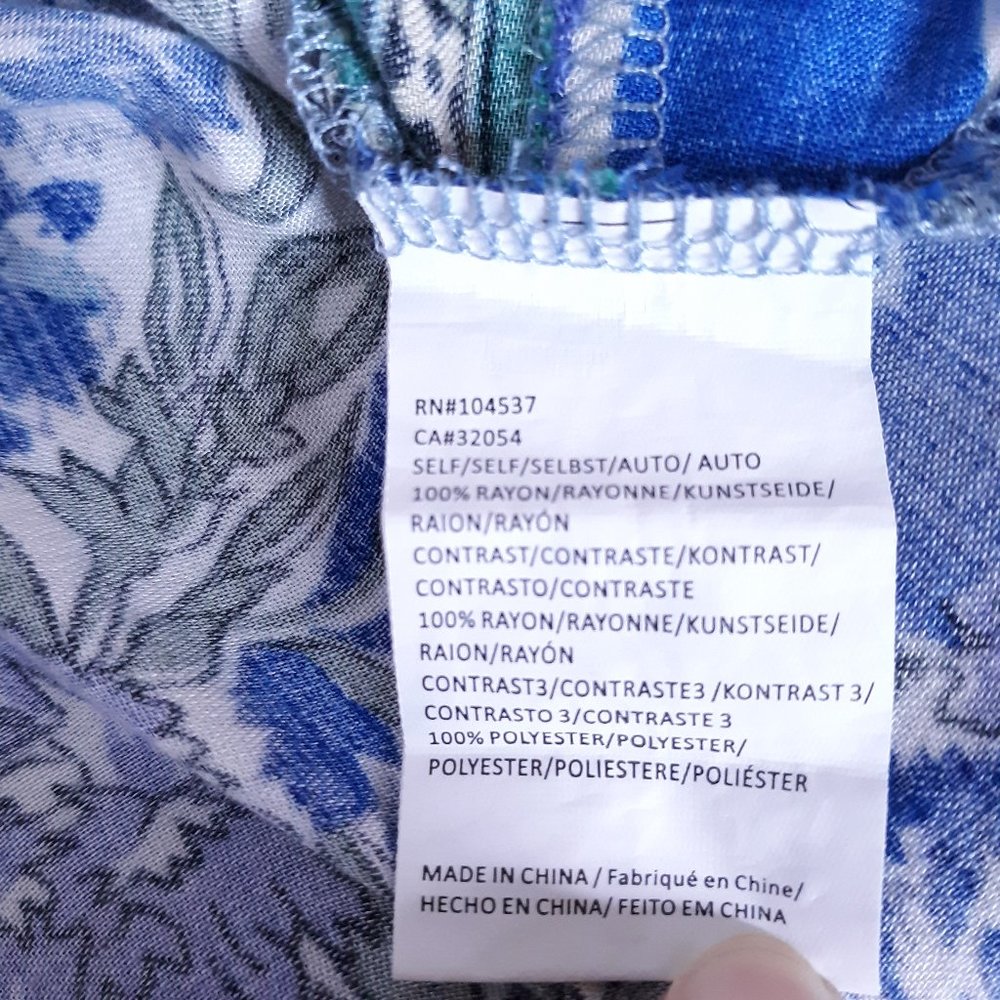 RN#104537
CA#32054
SELF/SELF/SELBST/AUTO/ AUTO
100% RAYON/RAYONNE/KUNSTSEIDE/
RAION/RAYÓN
CONTRAST/CONTRASTE/KONTRAST/
CONTRASTO/CONTRASTE
100% RAYON/RAYONNE/KUNSTSEIDE/
RAION/RAYÓN
CONTRAST3/CONTRASTE3 /KONTRAST 3/
CONTRASTO 3/CONTRASTE 3
100% POLYESTER/POLYESTER/
POLYESTER/POLIESTERE/POLIÉSTER
MADE IN CHINA / Fabriqué en Chine/
HECHO EN CHINA/ FEITO EM CHINA